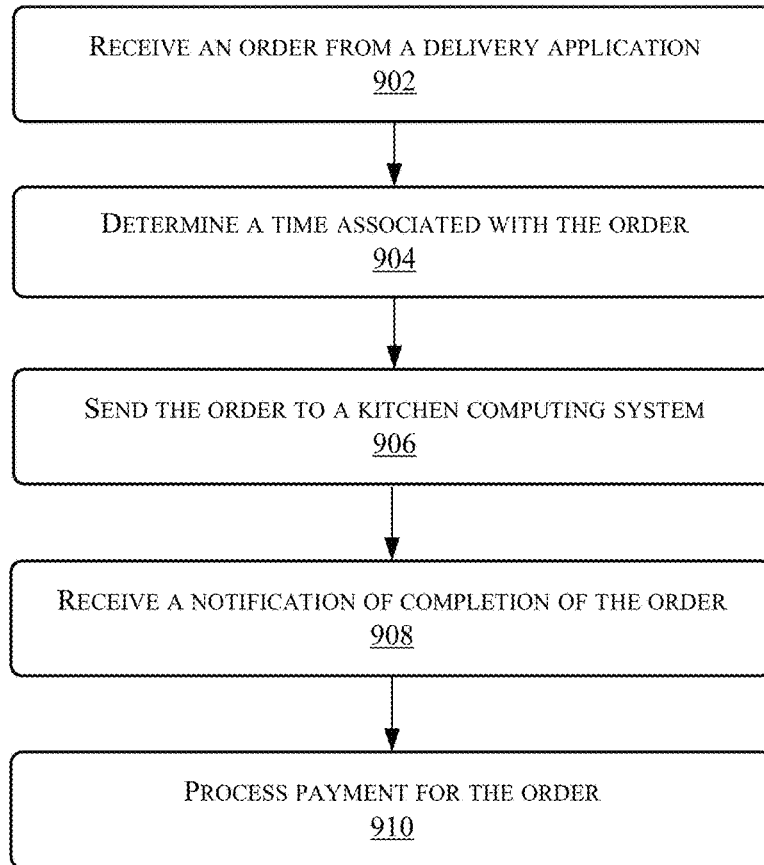 RECEIVE AN ORDER FROM A DELIVERY APPLICATION
902
DETERMINE A TIME ASSOCIATED WITH THE ORDER
904
SEND THE ORDER TO A KITCHEN COMPUTING SYSTEM
906
RECEIVE A NOTIFICATION OF COMPLETION OF THE ORDER
908
PROCESS PAYMENT FOR THE ORDER
910